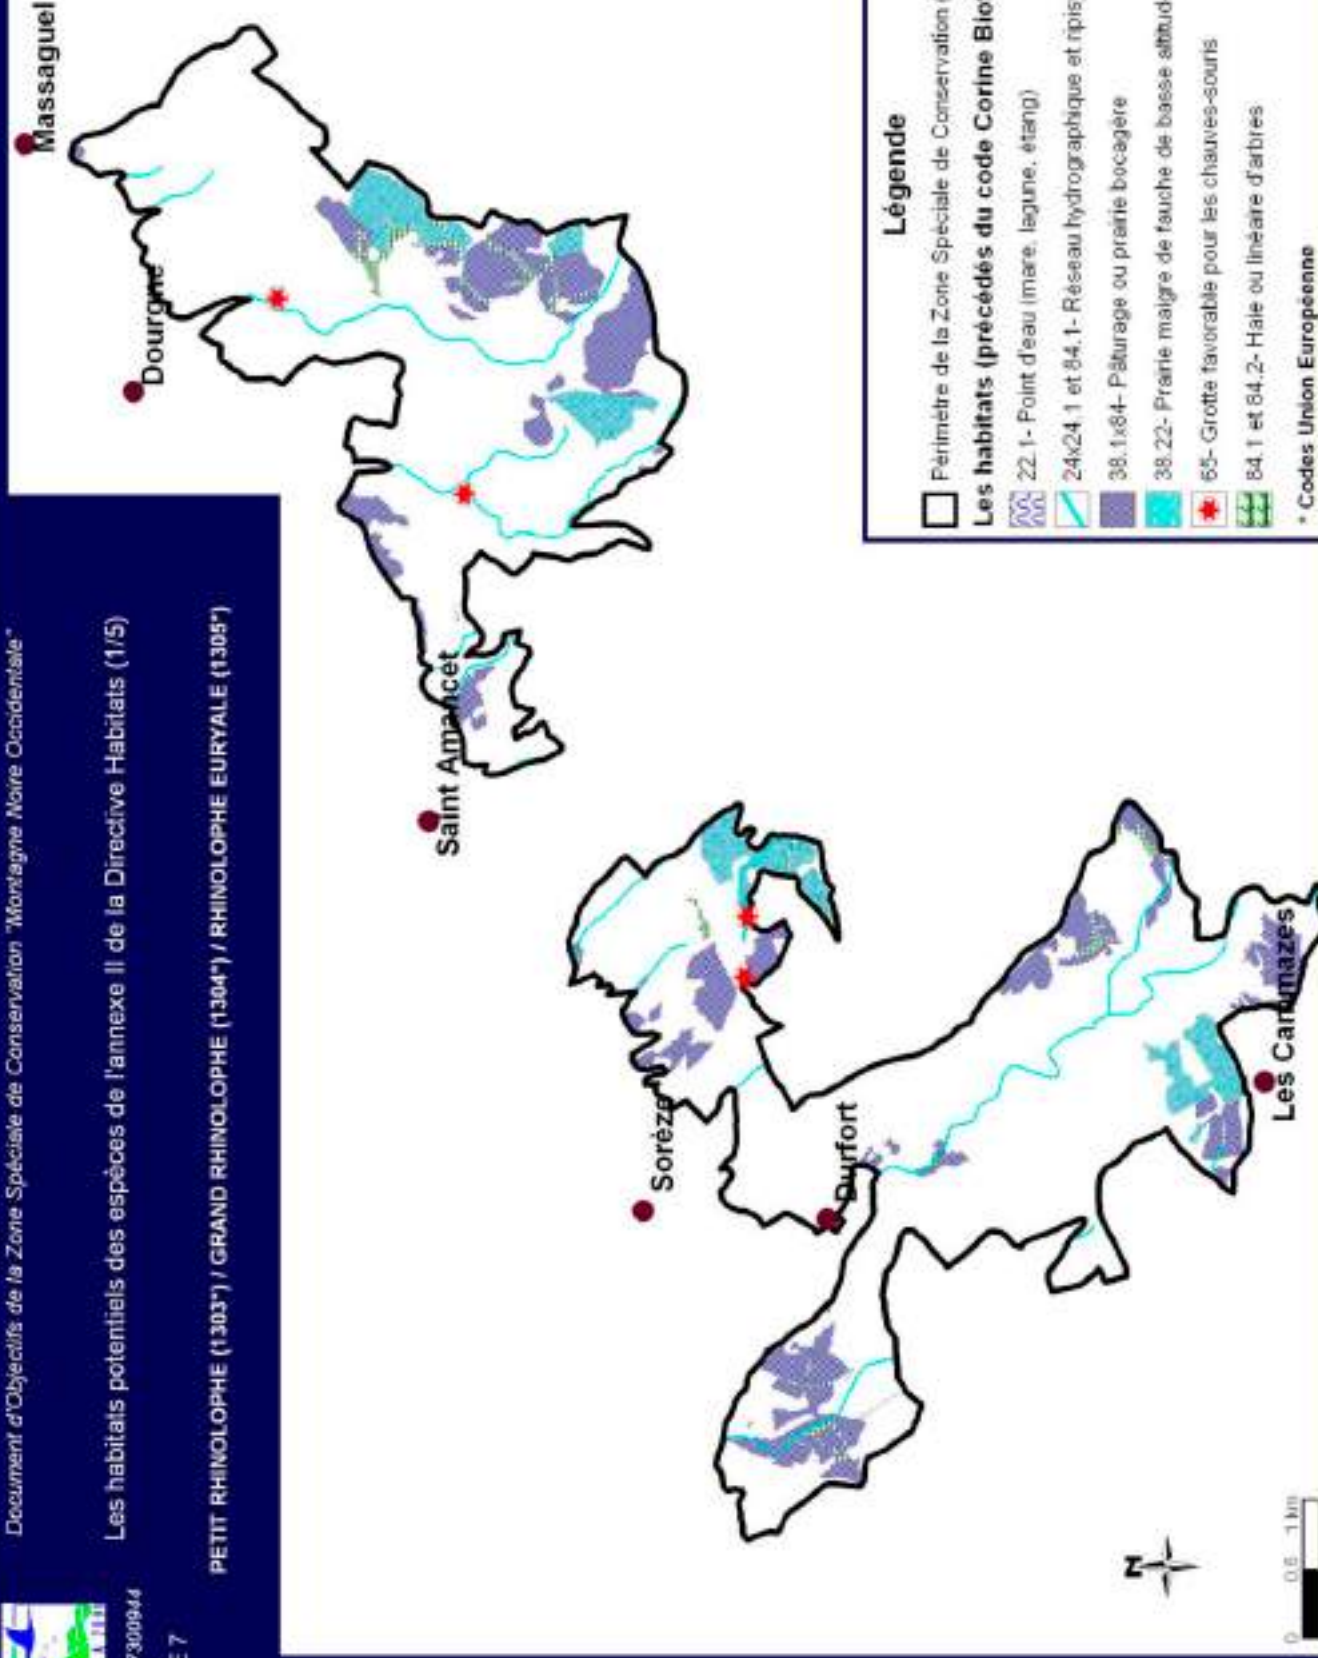 Document d'Objectifs de la Zone Spéciale de Conservation "Montagne Noire Occidentale"
Les habitats potentiels des espèces de l'annexe II de la Directive Habitats (1/5)
7300944
E 7
PETIT RHINOLOPHE (1303*) / GRAND RHINOLOPHE (1304*) / RHINOLOPHE EURYALE (1305*)
Massaguel
Dourgne
Saint Amancet
Sorèze
Durfort
Les Cammazes
Légende
Périmètre de la Zone Spéciale de Conservation
Les habitats (précédés du code Corine
22.1- Point d'eau (mare, lagune, étang)
24x24.1 et 84.1- Réseau hydrographique et
38.1x84- Pâturage ou prairie bocagère
38.22- Prairie maigre de fauche de basse
65- Grotte favorable pour les chauves-souris
84.1 et 84.2- Haie ou linéaire d'arbres
* Codes Union Européenne
N
0 0.5 1 km